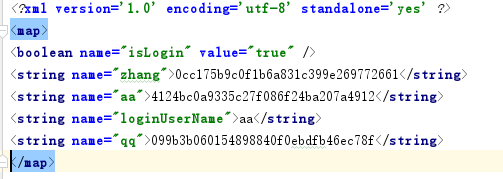 <?xml version='1.0' encoding='utf-8' standalone='yes' ?>
<map>
<boolean name="isLogin" value="true" />
<string name="zhang">0cc175b9c0f1b6a831c399e269772661</string>
<string name="aa">4124bc0a9335c27f086f24ba207a4912</string>
<string name="loginUserName">aa</string>
<string name="qq">099b3b060154898840f0ebdfb46ec78f</string>
</map>